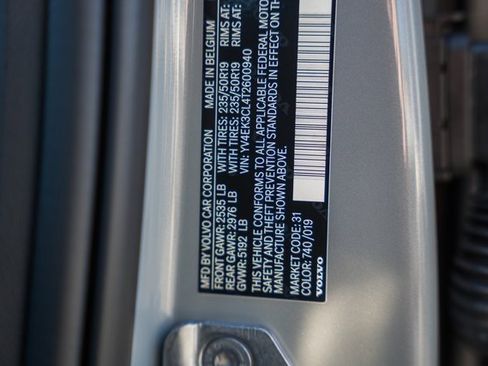 MFD BY VOLVO CAR CORPORATION MADE IN BELGIUM
FRONT GAWR: 2535 LB WITH TIRES: 235/50R19 RIMS AT:
REAR GAWR: 2976 LB WITH TIRES: 235/50R19 RIMS AT:
GVWR: 5192 LB VIN: YV4EK3CL4T2600940
THIS VEHICLE CONFORMS TO ALL APPLICABLE FEDERAL MOTOR
SAFETY AND THEFT PREVENTION STANDARDS IN EFFECT ON THE
MANUFACTURE SHOWN ABOVE.
MARKET CODE: 31
COLOR: 740/019
VOLVO